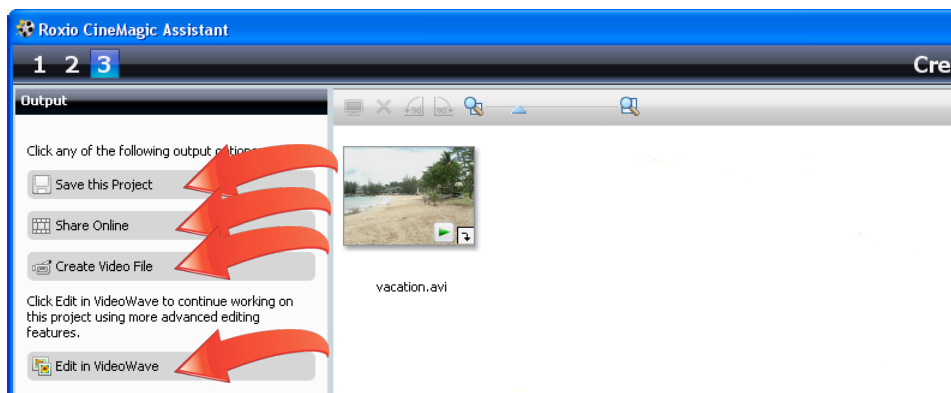 Roxio CineMagic Assistant
1 2 3
Cre
Output
+90 90+
Click any of the following output options
Save this Project
Share Online
Create Video File
Click Edit in VideoWave to continue working on
this project using more advanced editing
features.
Edit in VideoWave
vacation.avi